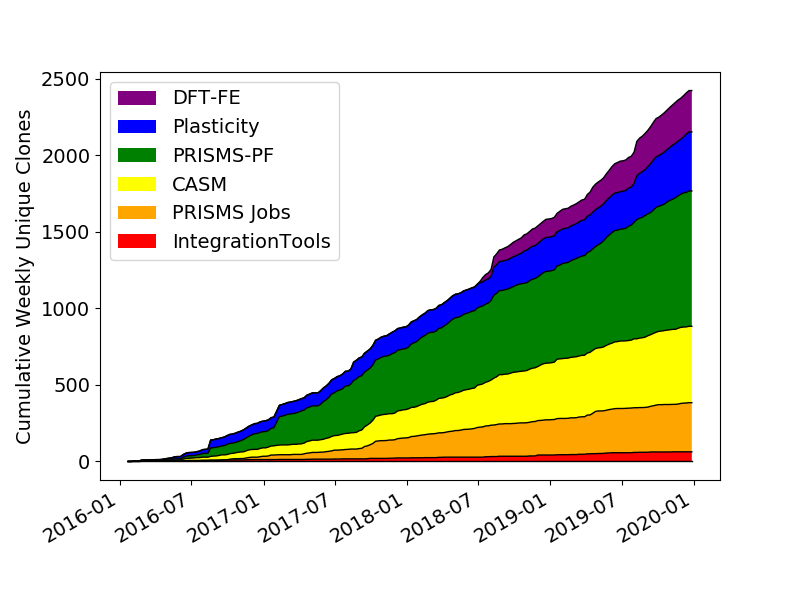 2500
2000
1500
1000
500
0
Cumulative Weekly Unique Clones
DFT-FE
Plasticity
PRISMS-PF
CASM
PRISMS Jobs
IntegrationTools
2016-01
2016-07
2017-01
2017-07
2018-01
2018-07
2019-01
2019-07
2020-01